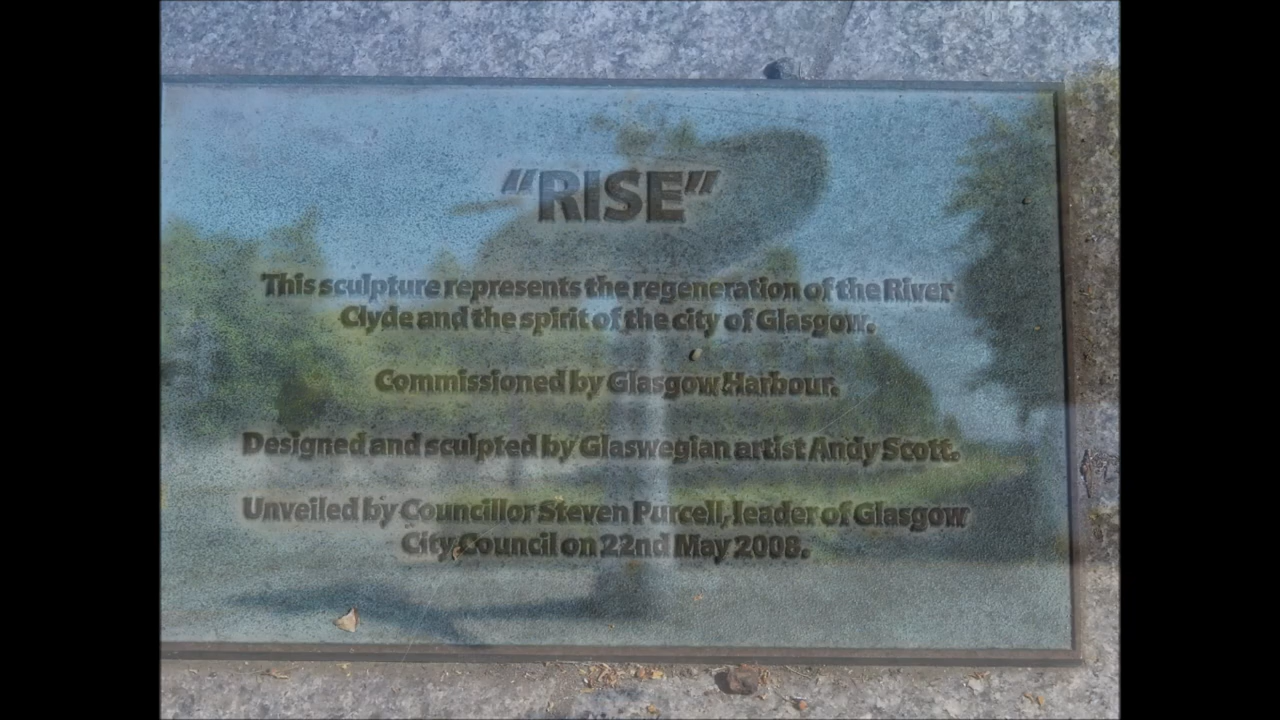 "RISE"
This sculpture represents the regeneration of the River
Clyde and the spirit of the city of Glasgow.
Commissioned by Glasgow Harbour.
Designed and sculpted by Glaswegian artist Andy Scott.
Unveiled by Councillor Steven Purcell, leader of Glasgow
City Council on 22nd May 2008.